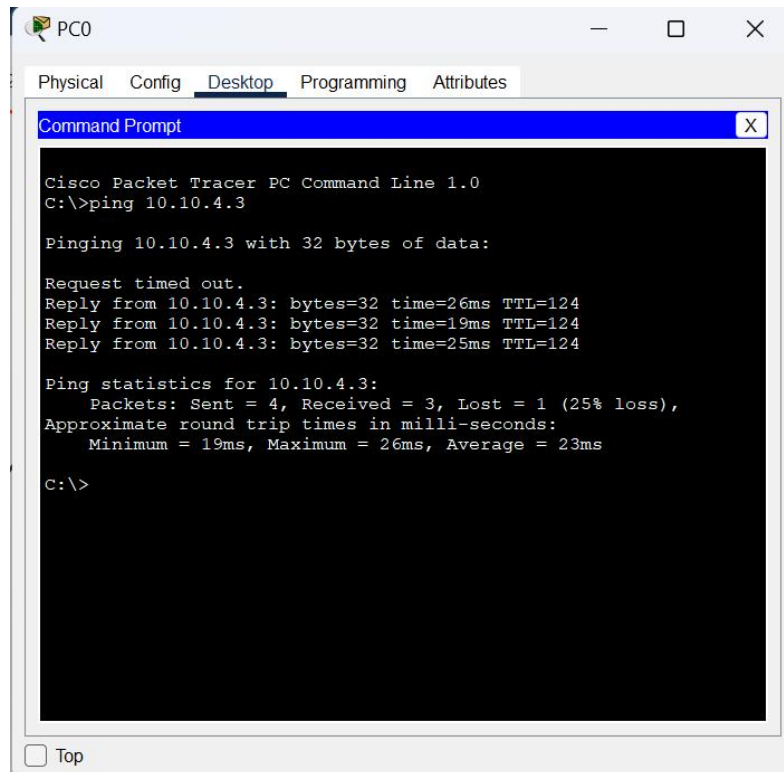 PC0
Physical Config Desktop Programming Attributes
Command Prompt
X
Cisco Packet Tracer PC Command Line 1.0
C:\>ping 10.10.4.3
Pinging 10.10.4.3 with 32 bytes of data:
Request timed out.
Reply from 10.10.4.3: bytes=32 time=26ms TTL=124
Reply from 10.10.4.3: bytes=32 time=19ms TTL=124
Reply from 10.10.4.3: bytes=32 time=25ms TTL=124
Ping statistics for 10.10.4.3:
Packets: Sent = 4, Received = 3, Lost = 1 (25% loss),
Approximate round trip times in milli-seconds:
Minimum = 19ms, Maximum = 26ms, Average = 23ms
C:\>
Top